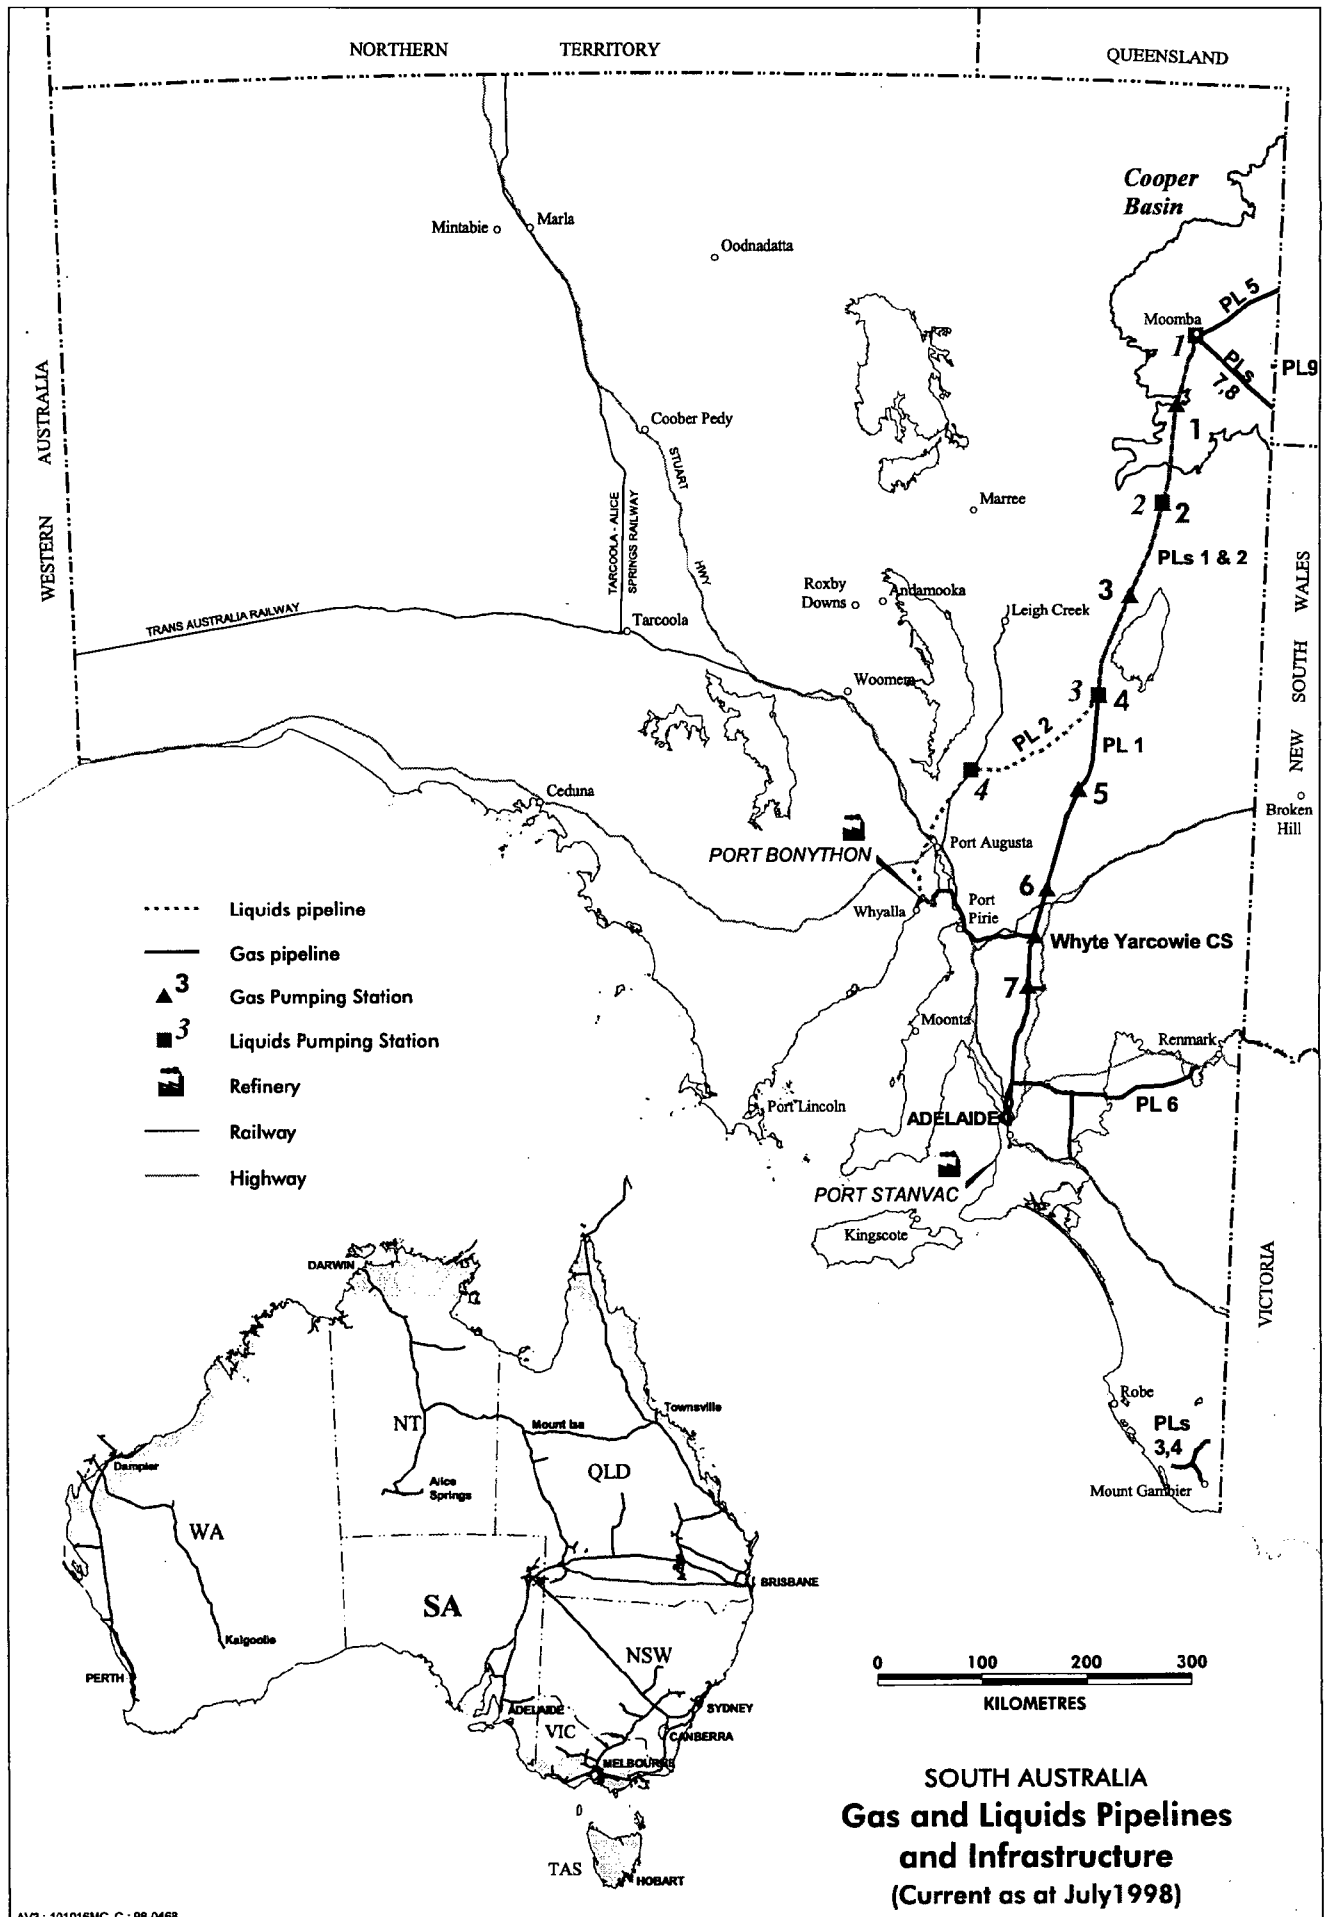 NORTHERN TERRITORY
QUEENSLAND
Cooper
Basin
Mintabie
Marla
Oodnadatta
PL 5
Moomba
1
PLs
7,8
PL9
WESTERN AUSTRALIA
Coober Pedy
1
STUART
HWY
TARCOOLA - ALICE
SPRINGS RAILWAY
Marree
2
2
PLs 1 & 2
NEW SOUTH WALES
Roxby
Downs
Andamooka
3
Leigh Creek
TRANS AUSTRALIA RAILWAY
Tarcoola
Woomera
3
4
PL 2
PL 1
4
5
Ceduna
Broken
Hill
PORT BONYTHON
Port Augusta
6
Whyalla
Port
Pirie
Whyte Yarcowie CS
7
Moonta
Renmark
Port Lincoln
ADELAIDE
PL 6
PORT STANVAC
Kingscote
VICTORIA
Robe
PLs
3,4
Mount Gambier
Liquids pipeline
Gas pipeline
3
Gas Pumping Station
3
Liquids Pumping Station
Refinery
Railway
Highway
DARWIN
NT
Mount Isa
Townsville
Dampier
Alice
Springs
QLD
WA
BRISBANE
SA
Kalgoolie
NSW
PERTH
ADELAIDE
SYDNEY
VIC
CANBERRA
MELBOURNE
TAS
HOBART
0 100 200 300
KILOMETRES
SOUTH AUSTRALIA
Gas and Liquids Pipelines
and Infrastructure
(Current as at July1998)